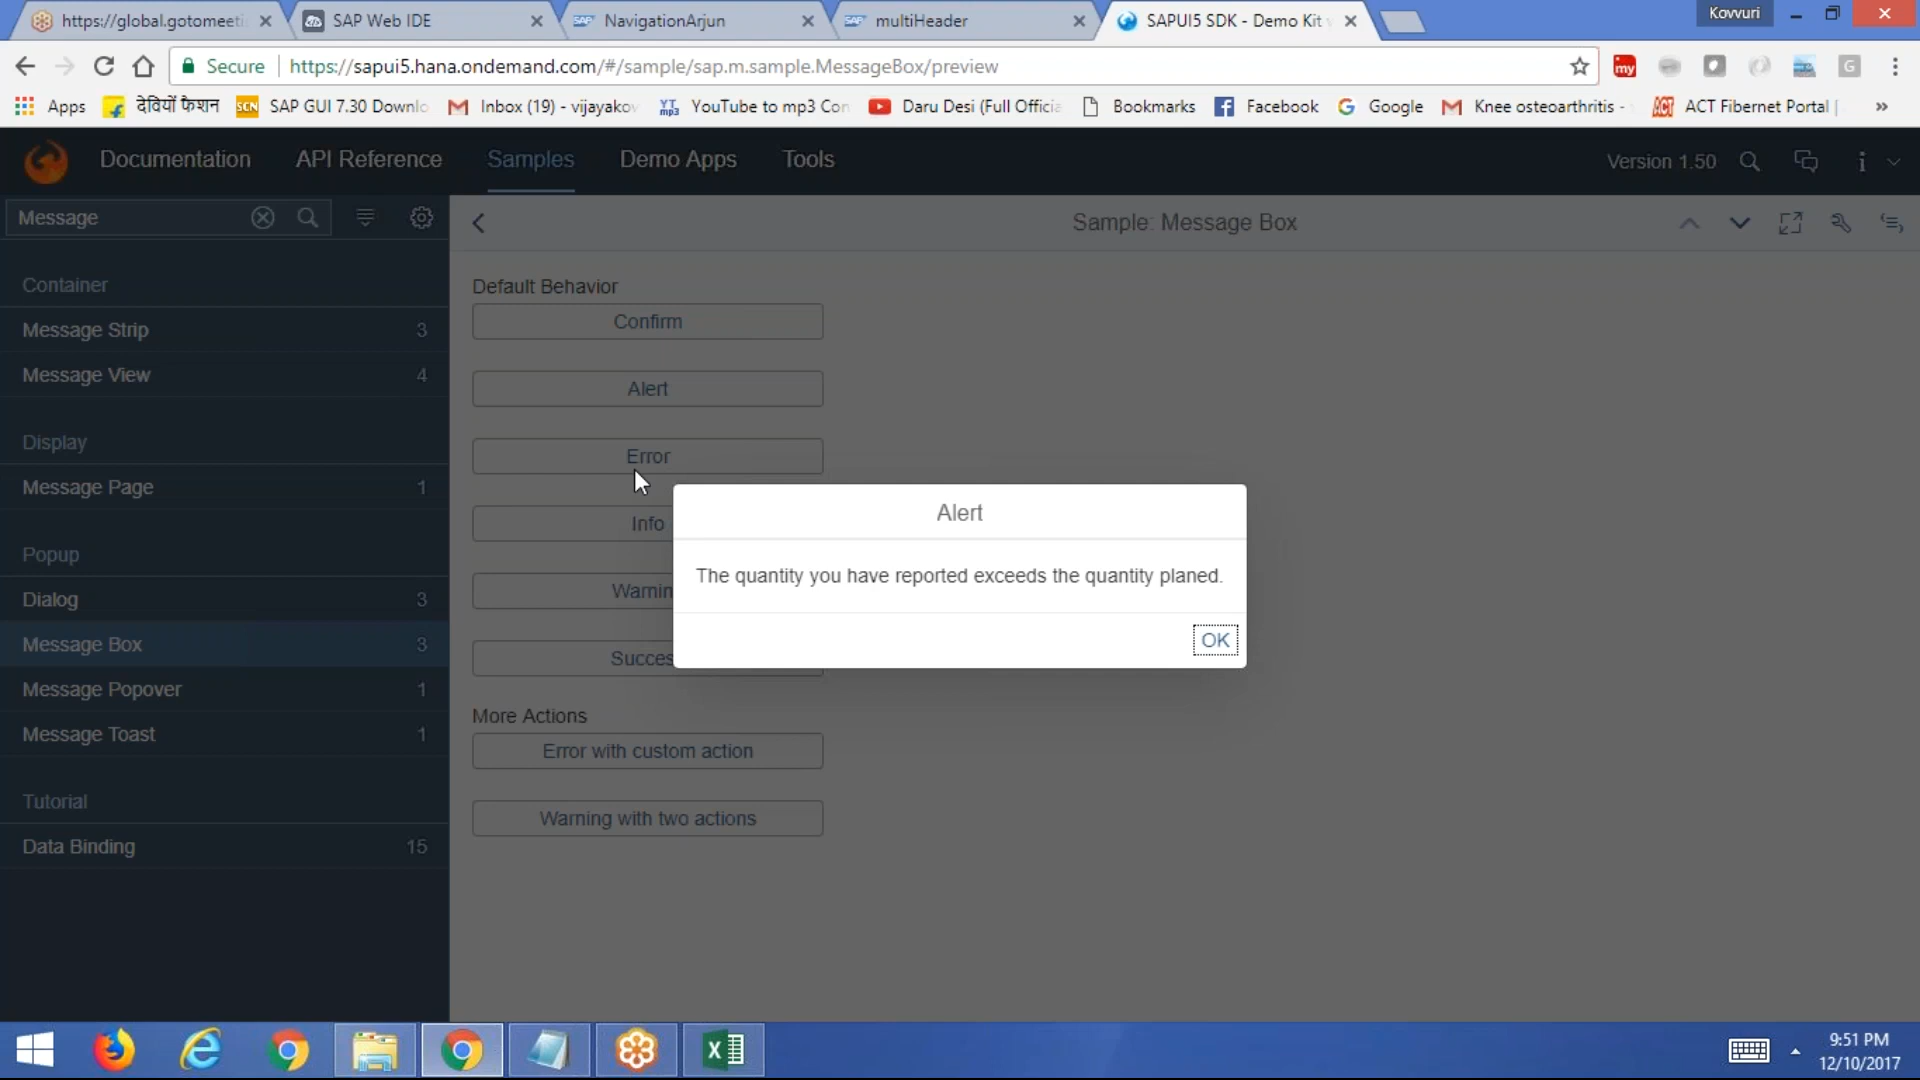 https://global.gotomeeti
SAP Web IDE
NavigationArjun
multiHeader
SAPUI5 SDK - Demo Kit
Kovvuri
Secure
https://sapui5.hana.ondemand.com/#/sample/sap.m.sample.MessageBox/preview
Apps
देवियों फैशन
SAP GUI 7.30 Downlo
Inbox (19) - vijayakov
YouTube to mp3 Con
Daru Desi (Full Officia
Bookmarks
Facebook
Google
Knee osteoarthritis -
ACT Fibernet Portal |
»
Documentation
API Reference
Samples
Demo Apps
Tools
Version 1.50
Message
Sample: Message Box
Container
Message Strip 3
Message View 4
Display
Message Page 1
Popup
Dialog 3
Message Box 3
Message Popover 1
Message Toast 1
Tutorial
Data Binding 15
Default Behavior
Confirm
Alert
Error
Info
Warnin
Succes
More Actions
Error with custom action
Warning with two actions
Alert
The quantity you have reported exceeds the quantity planed.
OK
9:51 PM
12/10/2017